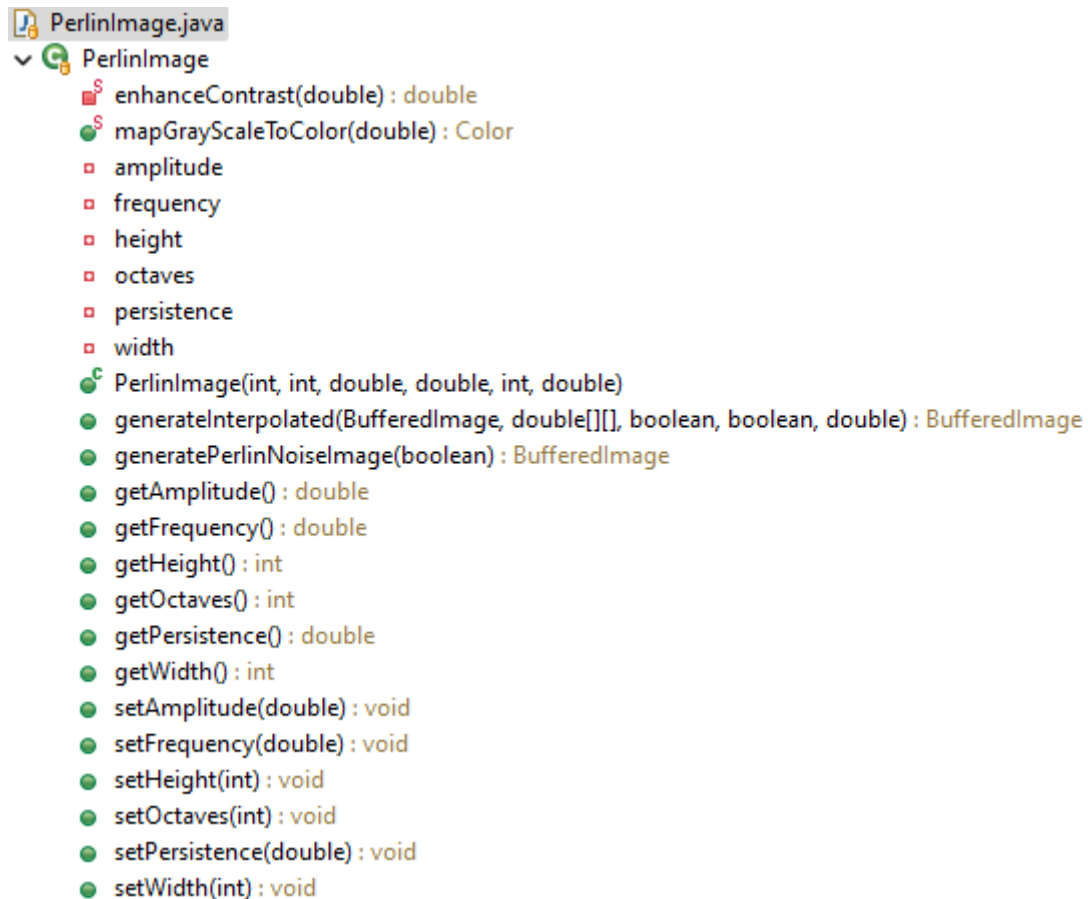 PerlinImage.java
PerlinImage
enhanceContrast(double) : double
mapGrayScaleToColor(double) : Color
amplitude
frequency
height
octaves
persistence
width
PerlinImage(int, int, double, double, int, double)
generateInterpolated(BufferedImage, double[][], boolean, boolean, double) : BufferedImage
generatePerlinNoiseImage(boolean) : BufferedImage
getAmplitude() : double
getFrequency() : double
getHeight() : int
getOctaves() : int
getPersistence() : double
getWidth() : int
setAmplitude(double) : void
setFrequency(double) : void
setHeight(int) : void
setOctaves(int) : void
setPersistence(double) : void
setWidth(int) : void